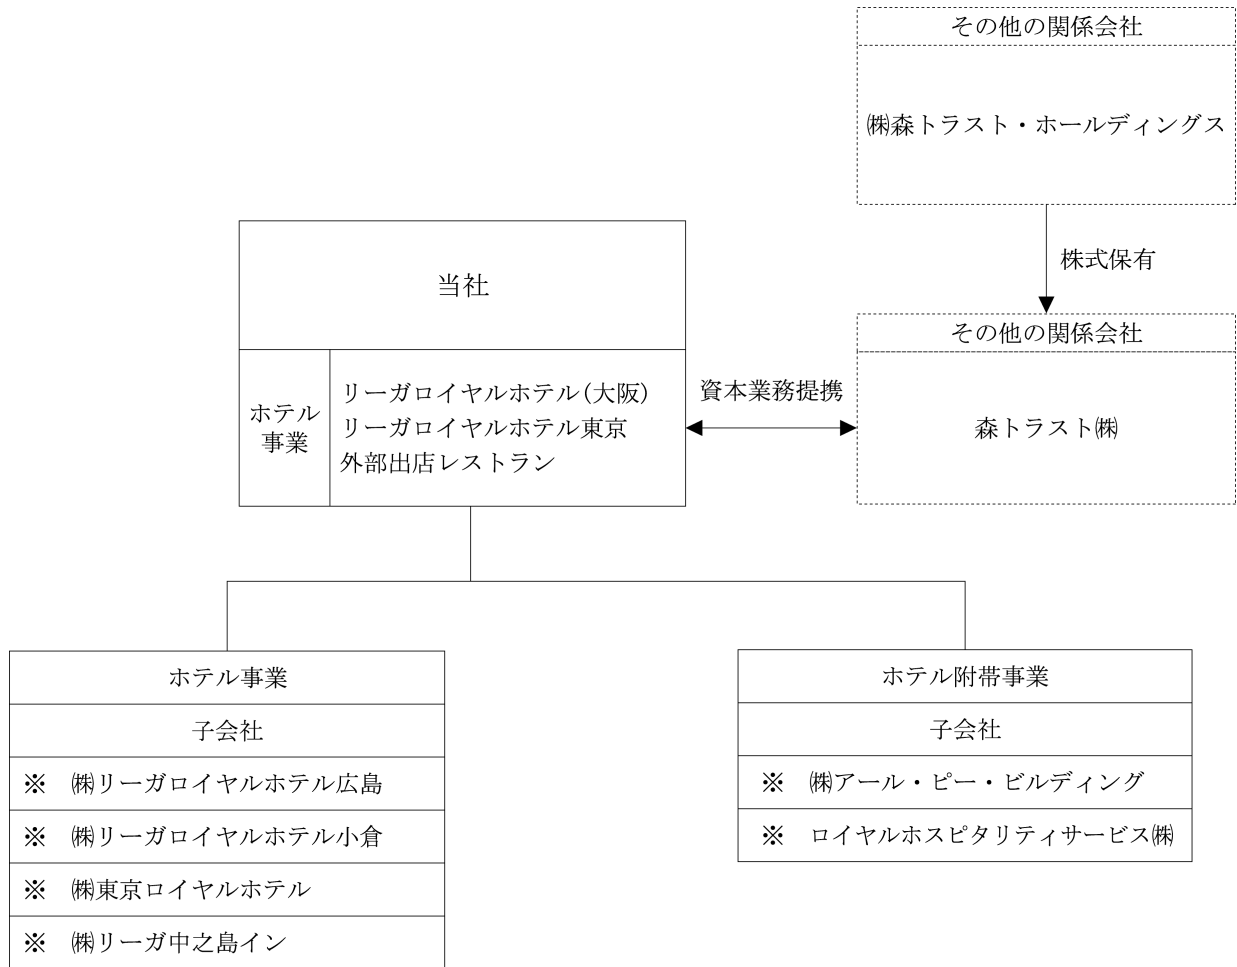 その他の関係会社
㈱森トラスト・ホールディングス
株式保有
当社
ホテル
事業
リーガロイヤルホテル(大阪)
リーガロイヤルホテル東京
外部出店レストラン
資本業務提携
その他の関係会社
森トラスト㈱
ホテル事業
子会社
※ ㈱リーガロイヤルホテル広島
※ ㈱リーガロイヤルホテル小倉
※ ㈱東京ロイヤルホテル
※ ㈱リーガ中之島イン
ホテル附帯事業
子会社
※ ㈱アール・ピー・ビルディング
※ ロイヤルホスピタリティサービス㈱